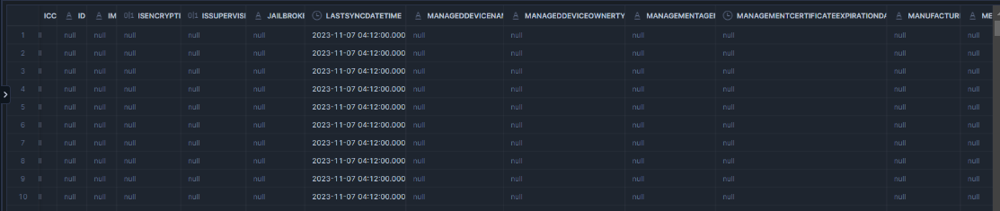 ICC ID IM ISENCRYPTI ISSUPERVISI JAILBROKE LASTSYNCDATETIME MANAGEDDEVICENAM MANAGEDDEVICEOWNERTY MANAGEMENTAGEI MANAGEMENTCERTIFICATEEXPIRATIONDA MANUFACTURI ME
1 ll null null null null null 2023-11-07 04:12:00.000 null null null null null null
2 ll null null null null null 2023-11-07 04:12:00.000 null null null null null null
3 ll null null null null null 2023-11-07 04:12:00.000 null null null null null null
4 ll null null null null null 2023-11-07 04:12:00.000 null null null null null null
5 ll null null null null null 2023-11-07 04:12:00.000 null null null null null null
6 ll null null null null null 2023-11-07 04:12:00.000 null null null null null null
7 ll null null null null null 2023-11-07 04:12:00.000 null null null null null null
8 ll null null null null null 2023-11-07 04:12:00.000 null null null null null null
9 ll null null null null null 2023-11-07 04:12:00.000 null null null null null null
10 ll null null null null null 2023-11-07 04:12:00.000 null null null null null null